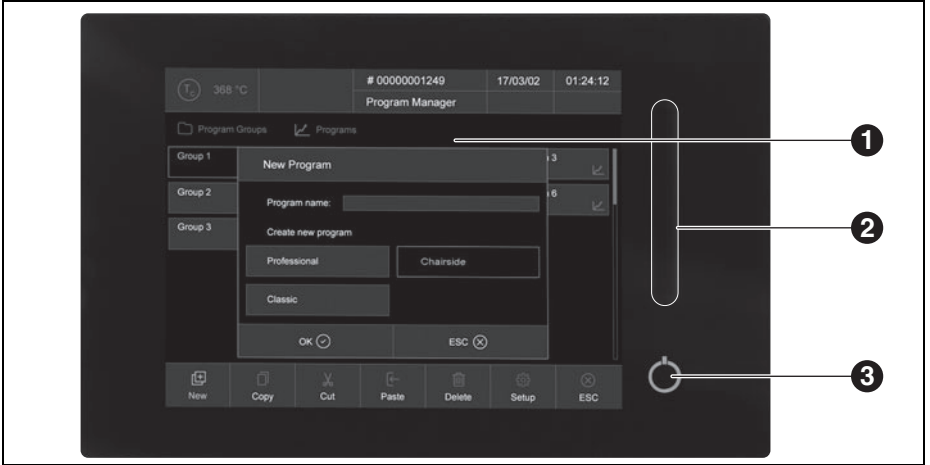 Tc 368 °C # 00000001249 17/03/02 01:24:12
Program Manager
Program Groups Programs
Group 1
3
Group 2
6
Group 3
New Program
Program name:
Create new program
Professional Chairside
Classic
OK ESC
New Copy Cut Paste Delete Setup ESC
1
2
3